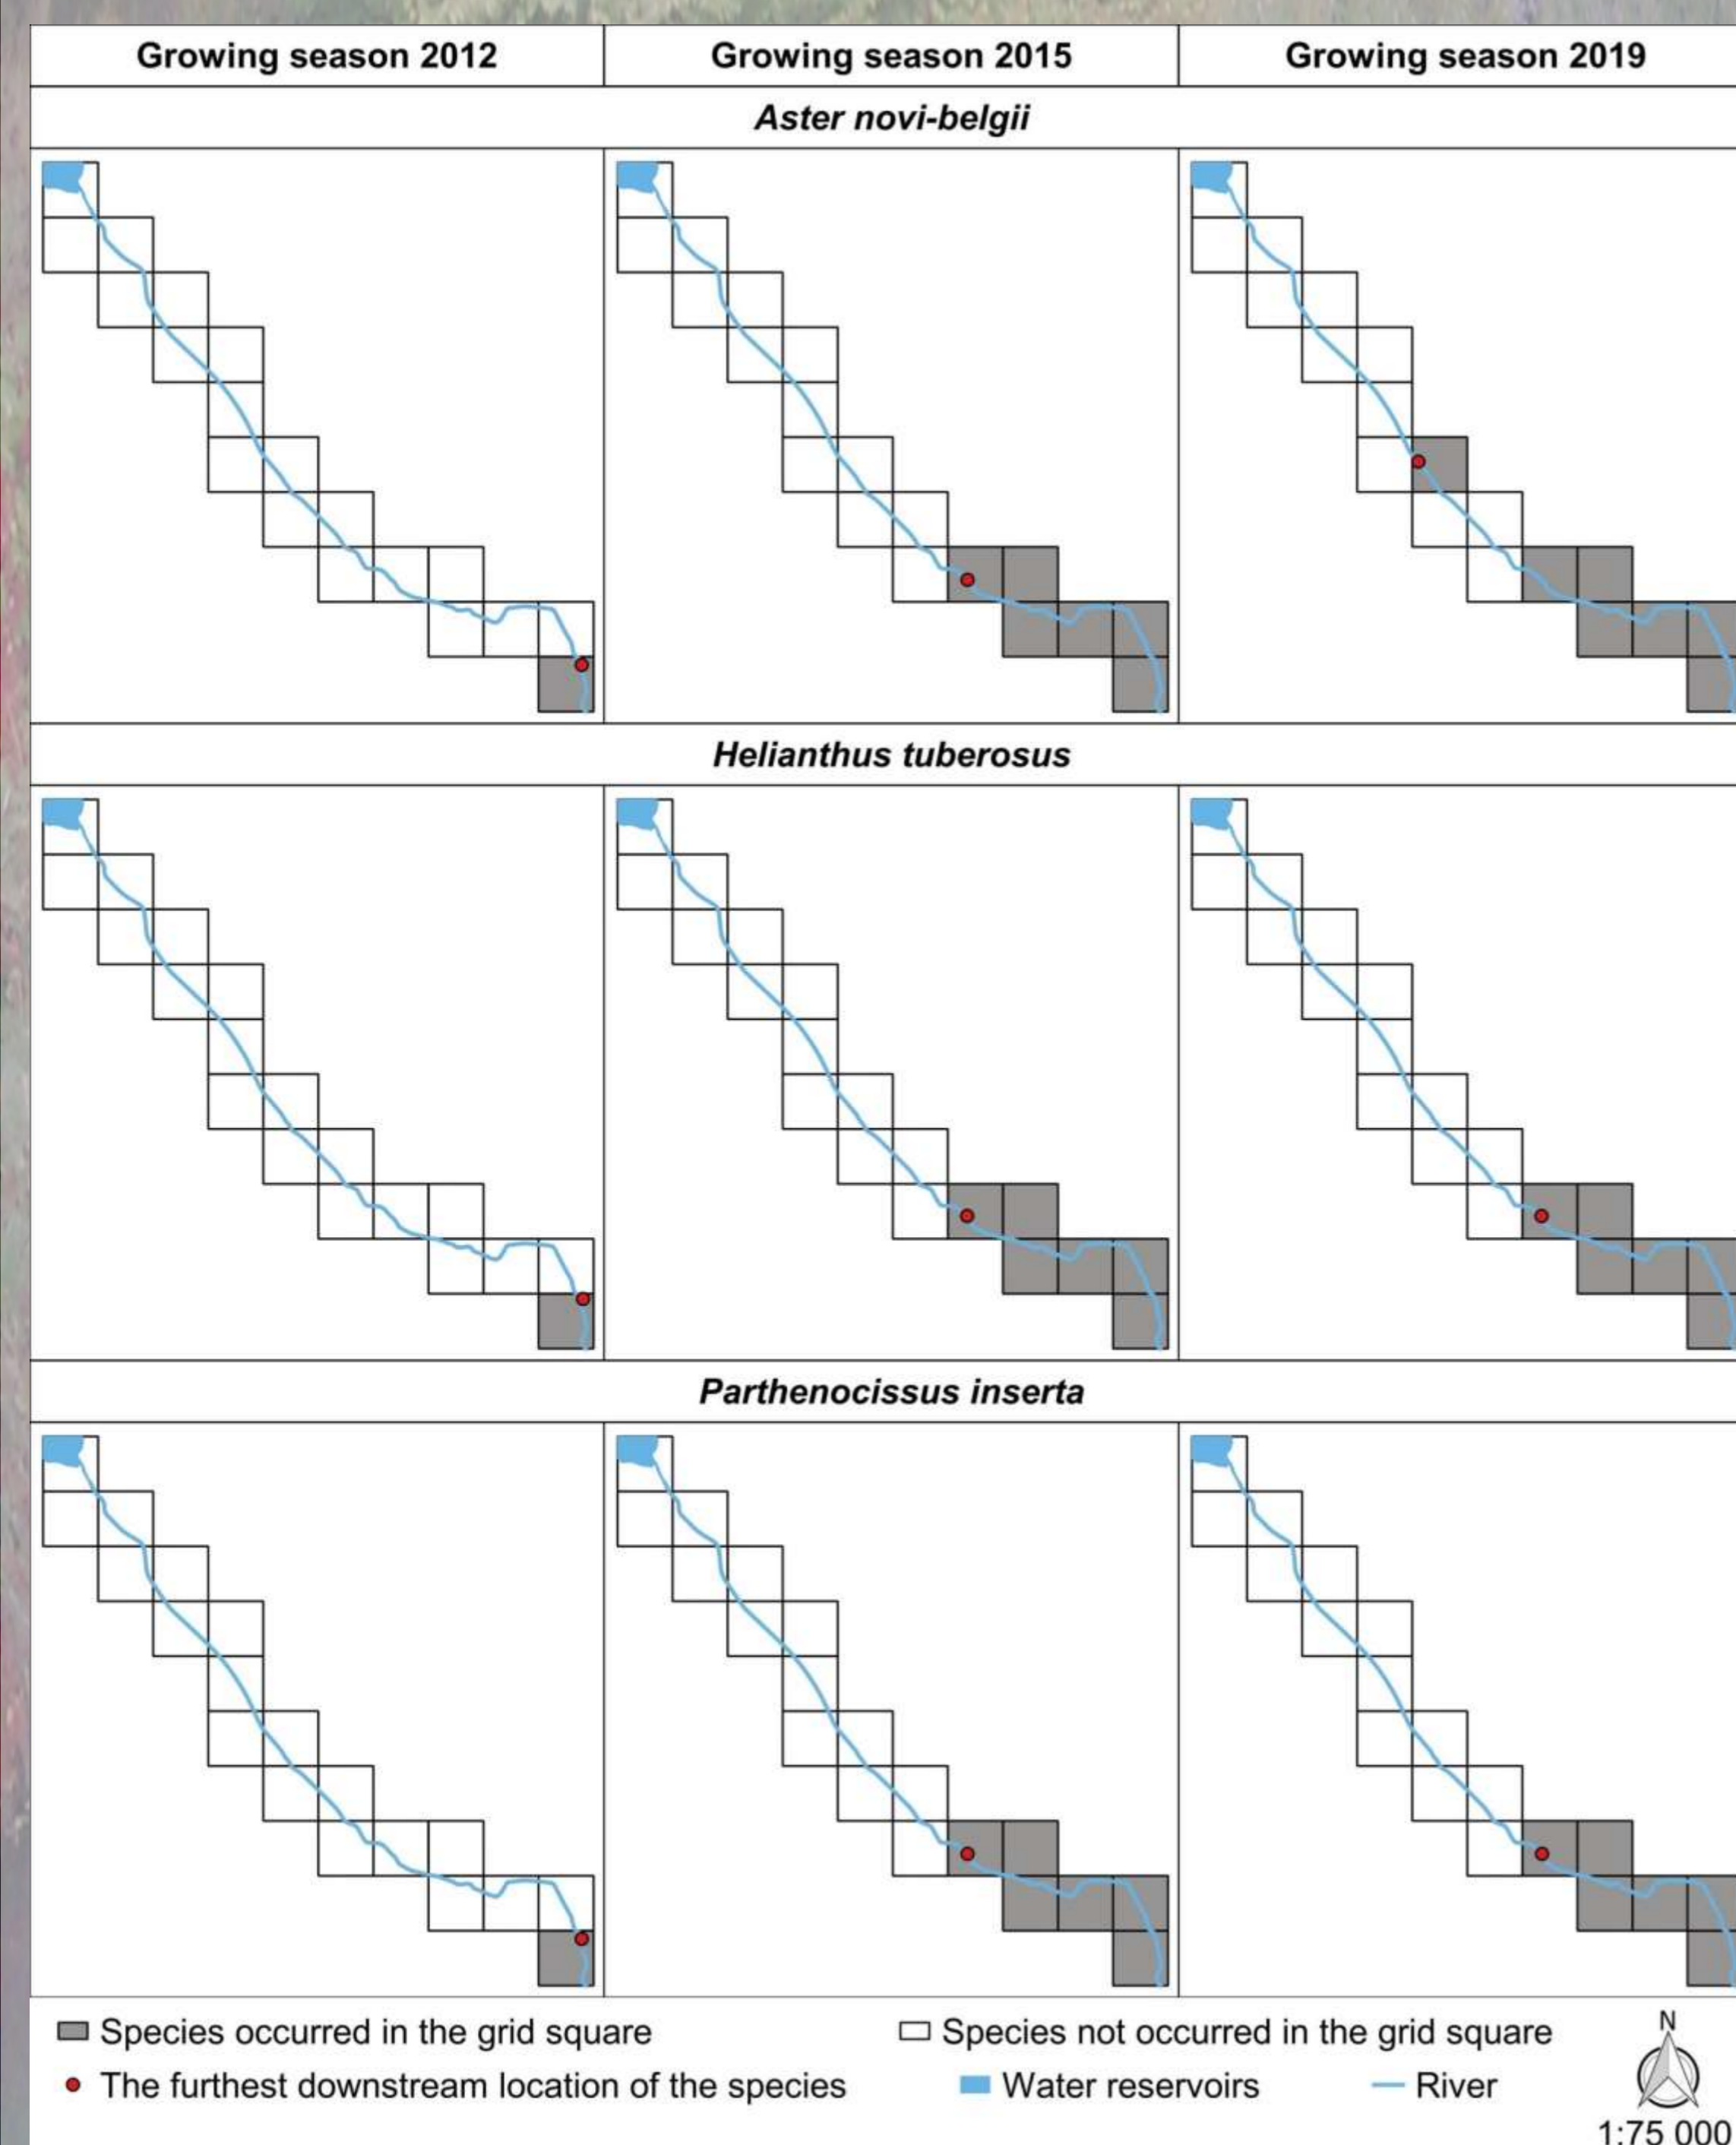 Growing season 2012 Growing season 2015 Growing season 2019
Aster novi-belgii
Helianthus tuberosus
Parthenocissus inserta
Species occurred in the grid square Species not occurred in the grid square N
The furthest downstream location of the species Water reservoirs River
1:75 000